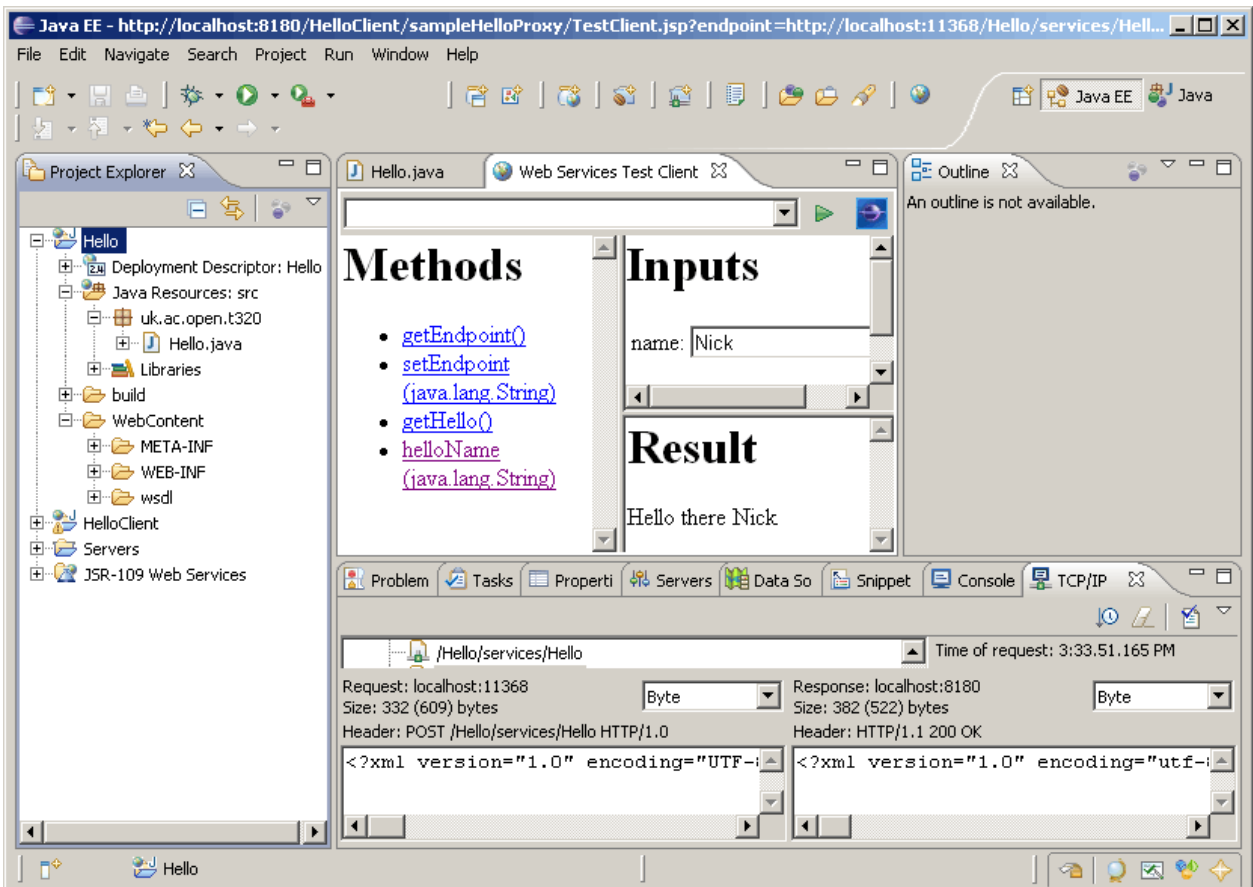 Java EE - http://localhost:8180/HelloClient/sampleHelloProxy/TestClient.jsp?endpoint=http://localhost:11368/Hello/services/Hell...
File Edit Navigate Search Project Run Window Help
Java EE Java
Project Explorer
Hello
2.4 Deployment Descriptor: Hello
Java Resources: src
uk.ac.open.t320
Hello.java
Libraries
build
WebContent
META-INF
WEB-INF
wsdl
HelloClient
Servers
JSR-109 Web Services
Hello.java Web Services Test Client
Methods
getEndpoint()
setEndpoint
(java.lang.String)
getHello()
helloName
(java.lang.String)
Inputs
name: Nick
Result
Hello there Nick
Outline
An outline is not available.
Problem Tasks Properti Servers Data So Snippet Console TCP/IP
/Hello/services/Hello
Time of request: 3:33.51.165 PM
Request: localhost:11368
Size: 332 (609) bytes
Byte
Header: POST /Hello/services/Hello HTTP/1.0
<?xml version="1.0" encoding="UTF-
Response: localhost:8180
Size: 382 (522) bytes
Byte
Header: HTTP/1.1 200 OK
<?xml version="1.0" encoding="utf-
Hello